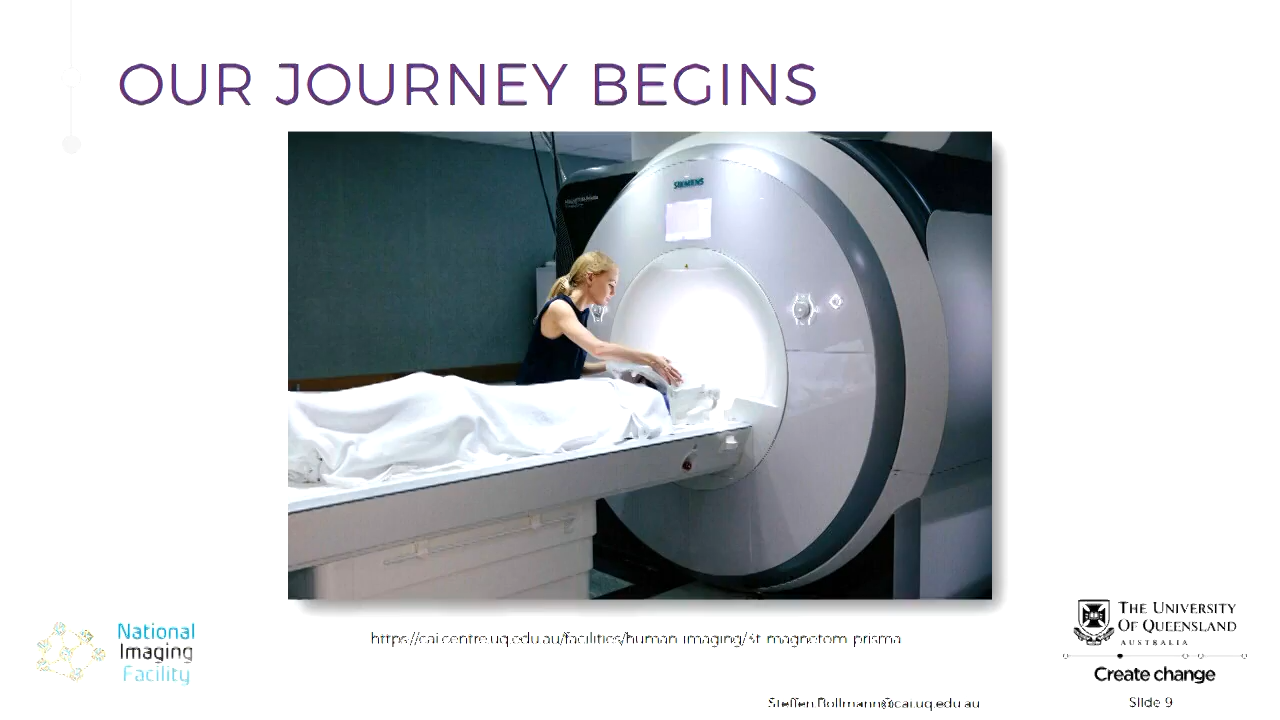 OUR JOURNEY BEGINS
SIEMENS
National
Imaging
Facility
https://cai.centre.uq.edu.au/facilities/human-imaging/3t-magnetom-prisma
THE UNIVERSITY
OF QUEENSLAND
AUSTRALIA
Create change
Steffen.Bollmann@cai.uq.edu.au
Slide 9